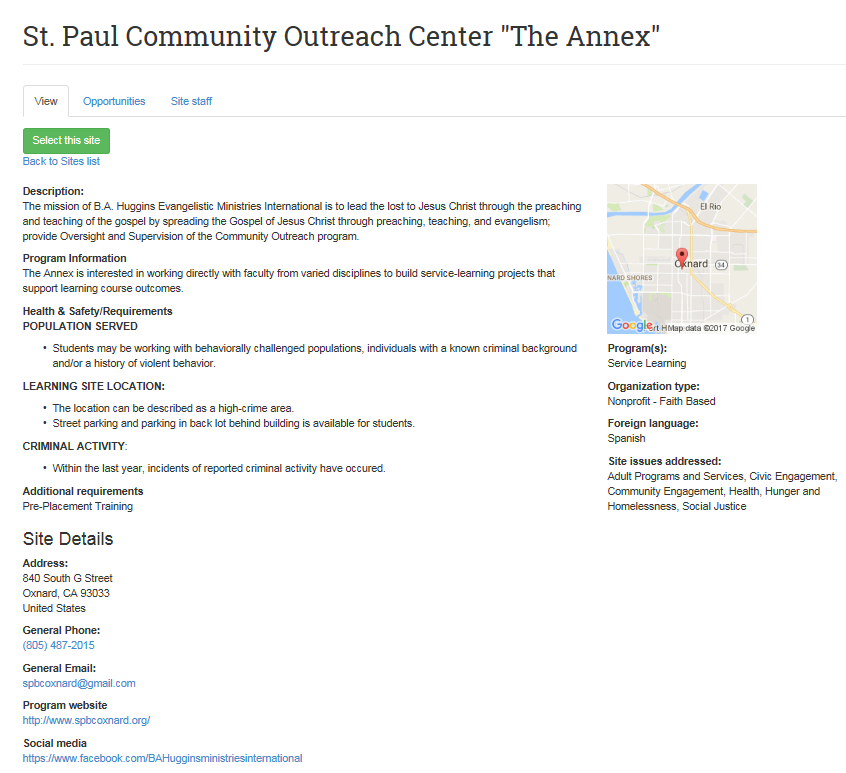 St. Paul Community Outreach Center "The Annex"
View
Opportunities
Site staff
Select this site
Back to Sites list
Description:
The mission of B.A. Huggins Evangelistic Ministries International is to lead the lost to Jesus Christ through the preaching
and teaching of the gospel by spreading the Gospel of Jesus Christ through preaching, teaching, and evangelism;
provide Oversight and Supervision of the Community Outreach program.
Program Information
The Annex is interested in working directly with faculty from varied disciplines to build service-learning projects that
support learning course outcomes.
Health & Safety/Requirements
POPULATION SERVED
• Students may be working with behaviorally challenged populations, individuals with a known criminal background
and/or a history of violent behavior.
LEARNING SITE LOCATION:
• The location can be described as a high-crime area.
• Street parking and parking in back lot behind building is available for students.
CRIMINAL ACTIVITY:
• Within the last year, incidents of reported criminal activity have occured.
Additional requirements
Pre-Placement Training
El Rio
Oxnard
34
NARD SHORES
1
Google
Map data ©2017 Google
Program(s):
Service Learning
Organization type:
Nonprofit - Faith Based
Foreign language:
Spanish
Site issues addressed:
Adult Programs and Services, Civic Engagement,
Community Engagement, Health, Hunger and
Homelessness, Social Justice
Site Details
Address:
840 South G Street
Oxnard, CA 93033
United States
General Phone:
(805) 487-2015
General Email:
spbcoxnard@gmail.com
Program website
http://www.spbcoxnard.org/
Social media
https://www.facebook.com/BAHugginsministriesinternational